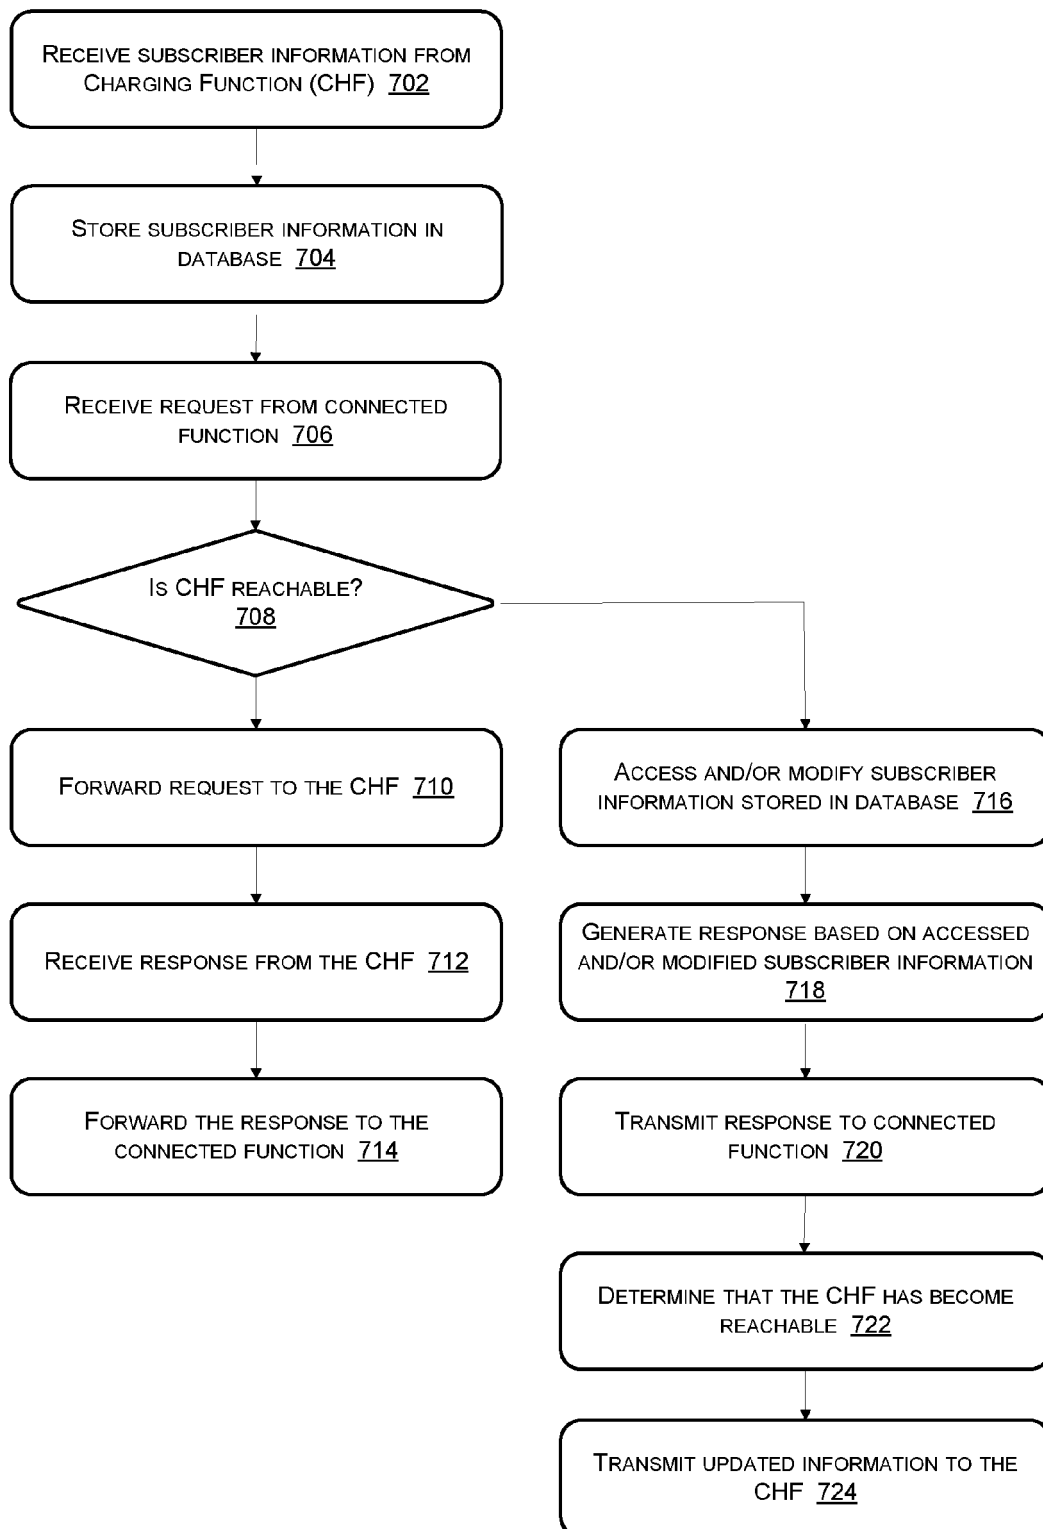 RECEIVE SUBSCRIBER INFORMATION FROM
CHARGING FUNCTION (CHF) 702
STORE SUBSCRIBER INFORMATION IN
DATABASE 704
RECEIVE REQUEST FROM CONNECTED
FUNCTION 706
IS CHF REACHABLE?
708
FORWARD REQUEST TO THE CHF 710
RECEIVE RESPONSE FROM THE CHF 712
FORWARD THE RESPONSE TO THE
CONNECTED FUNCTION 714
ACCESS AND/OR MODIFY SUBSCRIBER
INFORMATION STORED IN DATABASE 716
GENERATE RESPONSE BASED ON ACCESSED
AND/OR MODIFIED SUBSCRIBER INFORMATION
718
TRANSMIT RESPONSE TO CONNECTED
FUNCTION 720
DETERMINE THAT THE CHF HAS BECOME
REACHABLE 722
TRANSMIT UPDATED INFORMATION TO THE
CHF 724